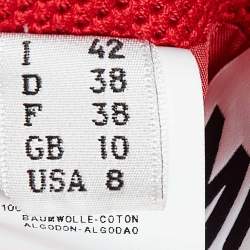 I 42
D 38
F 38
GB 10
USA 8
100
BAUMWOLLE-COTON
ALGODON-ALGODAO